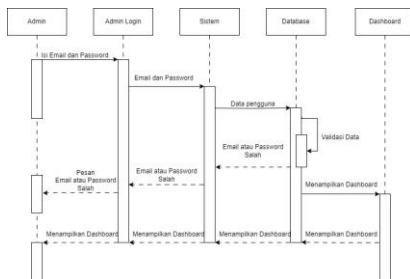 Admin
Admin Login
Sistem
Database
Dashboard
Isi Email dan Password
Email dan Password
Data pengguna
Validasi Data
Email atau Password
Salah
Email atau Password
Salah
Pesan
Email atau Password
Salah
Menampilkan Dashboard
Menampilkan Dashboard
Menampilkan Dashboard
Menampilkan Dashboard
Menampilkan Dashboard